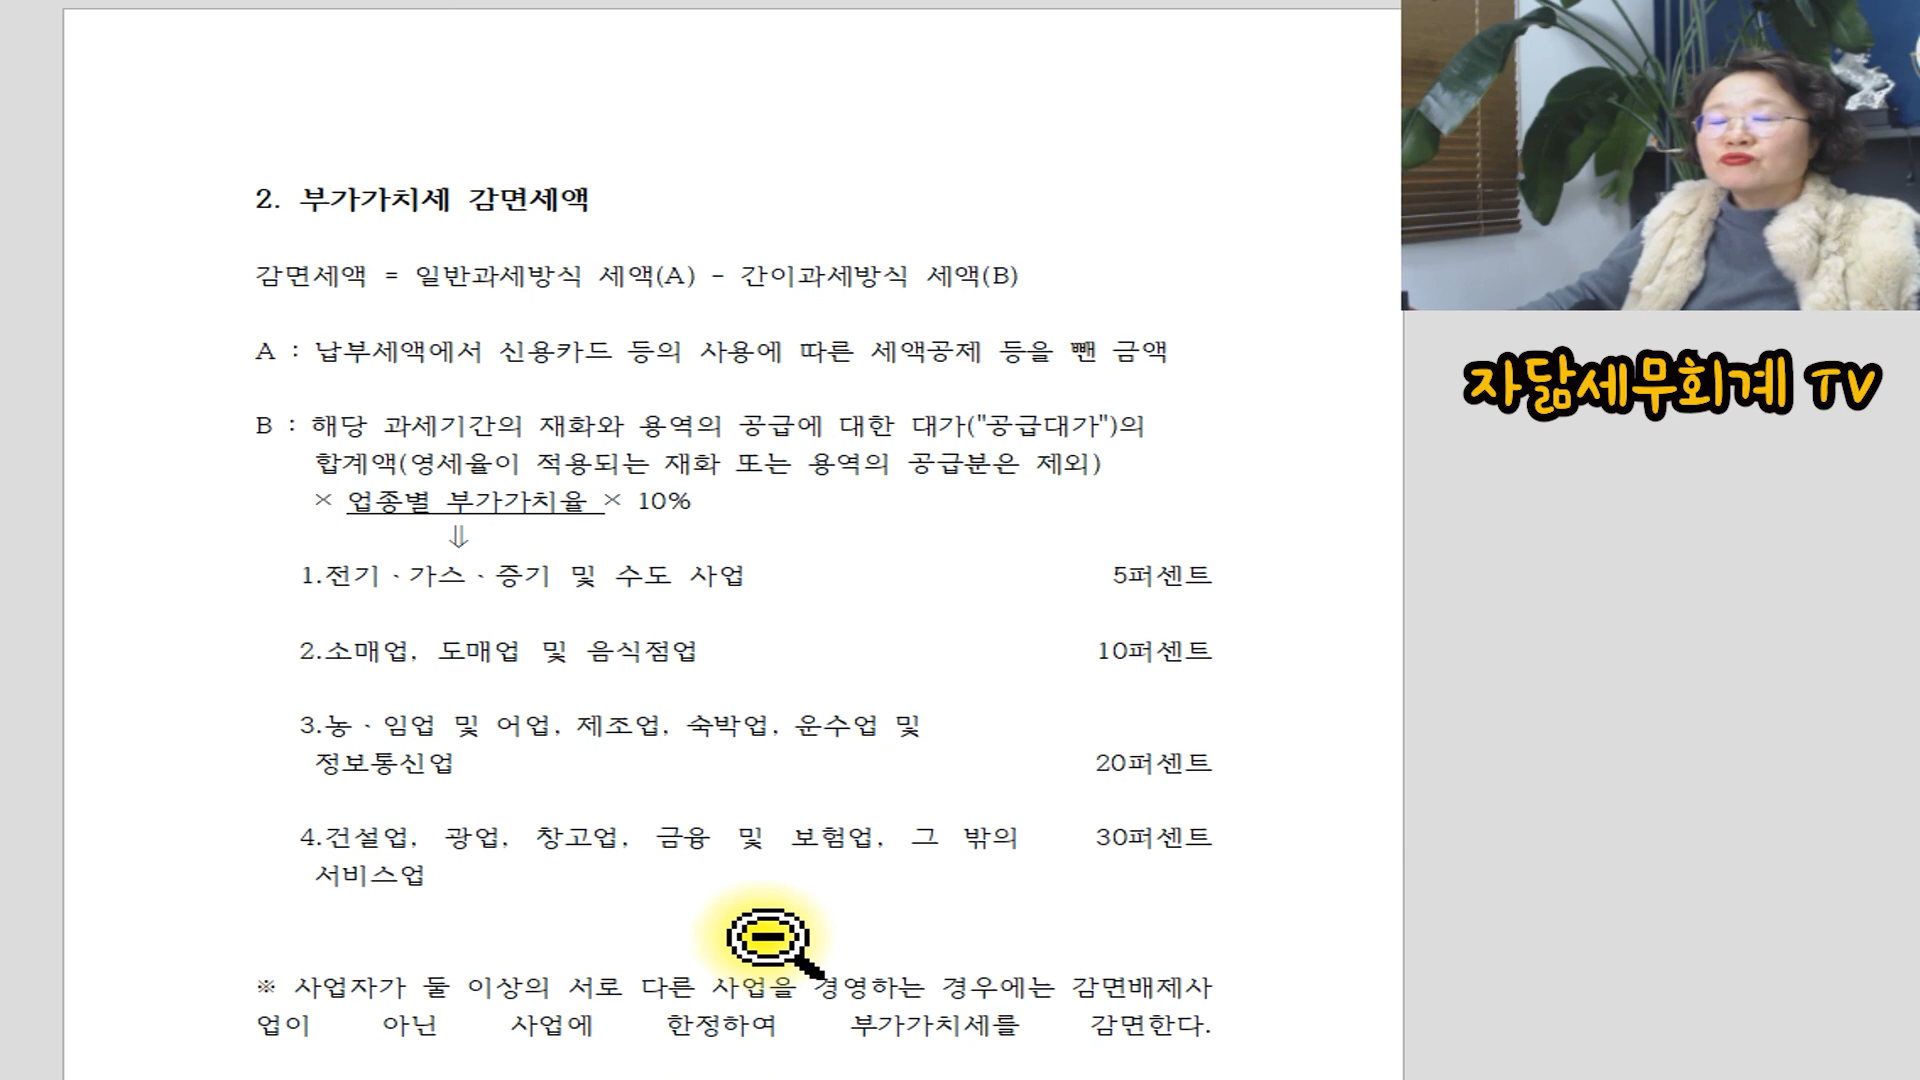 2. 부가가치세 감면세액
감면세액 = 일반과세방식 세액(A) - 간이과세방식 세액(B)
A : 납부세액에서 신용카드 등의 사용에 따른 세액공제 등을 뺀 금액
B : 해당 과세기간의 재화와 용역의 공급에 대한 대가("공급대가")의
합계액(영세율이 적용되는 재화 또는 용역의 공급분은 제외)
× 업종별 부가가치율 × 10%
⇓
1.전기ㆍ가스ㆍ증기 및 수도 사업 5퍼센트
2.소매업, 도매업 및 음식점업 10퍼센트
3.농ㆍ임업 및 어업, 제조업, 숙박업, 운수업 및
정보통신업 20퍼센트
4.건설업, 광업, 창고업, 금융 및 보험업, 그 밖의 30퍼센트
서비스업
※ 사업자가 둘 이상의 서로 다른 사업을 경영하는 경우에는 감면배제사
업이 아닌 사업에 한정하여 부가가치세를 감면한다.
자닮세무회계 TV